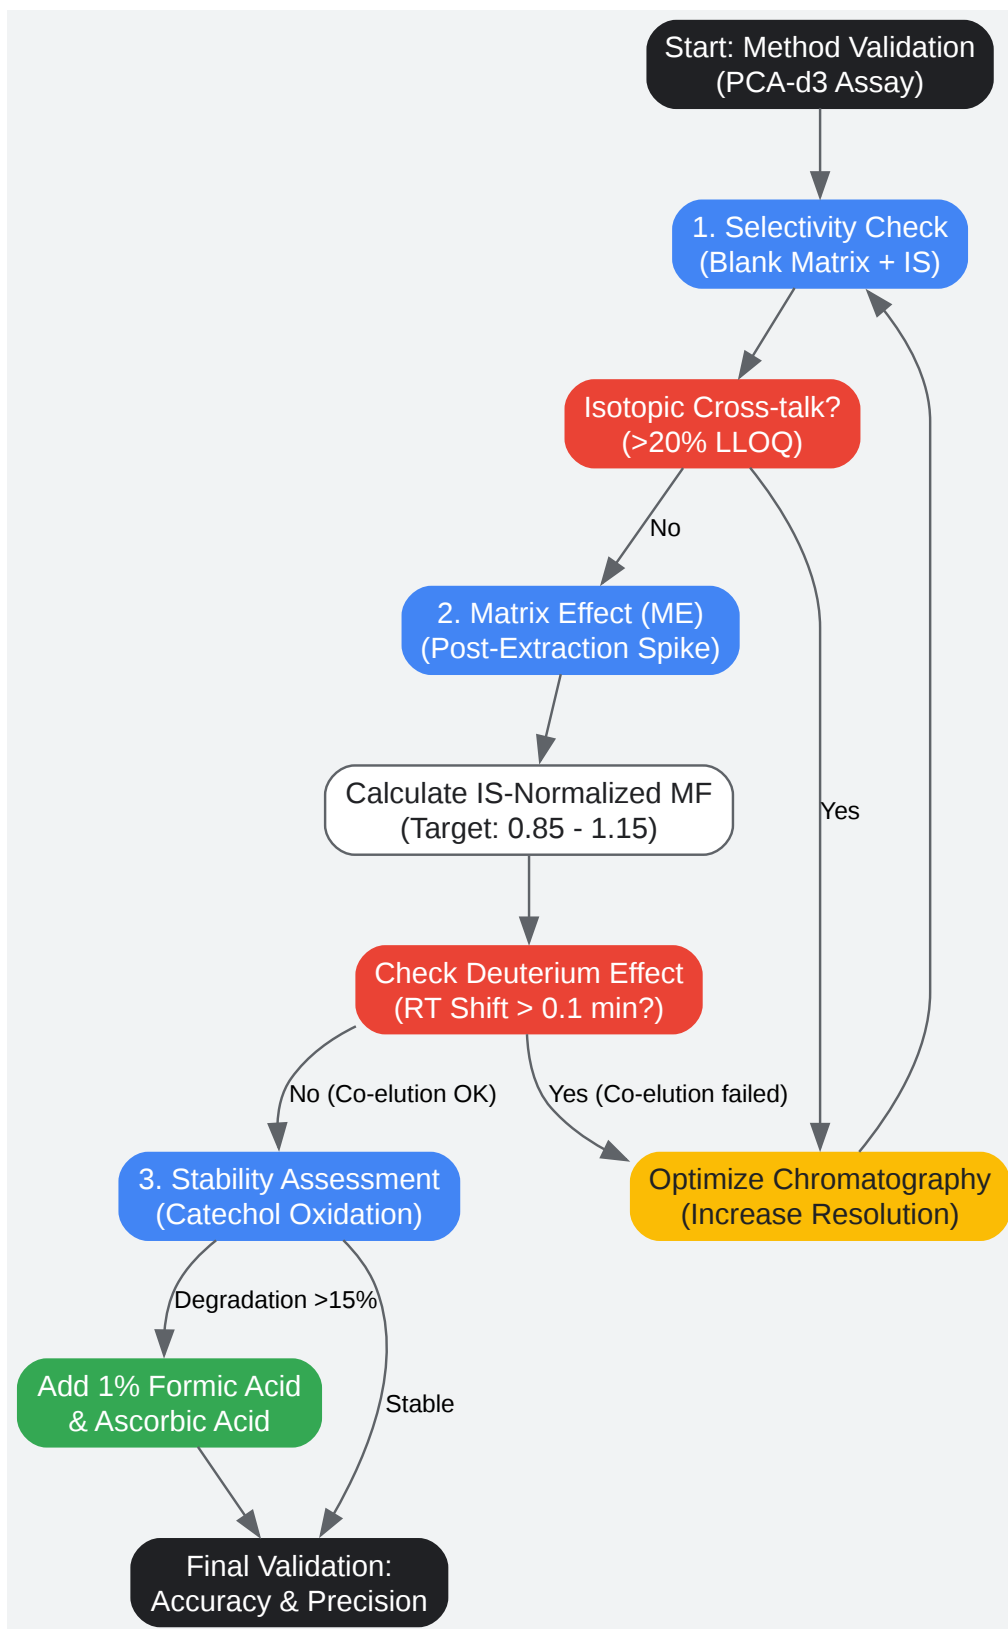 Start: Method Validation
(PCA-d3 Assay)
1. Selectivity Check
(Blank Matrix + IS)
Isotopic Cross-talk?
(>20% LLOQ)
No
2. Matrix Effect (ME)
(Post-Extraction Spike)
Calculate IS-Normalized MF
(Target: 0.85 - 1.15)
Yes
Check Deuterium Effect
(RT Shift > 0.1 min?)
No (Co-elution OK)
Yes (Co-elution failed)
3. Stability Assessment
(Catechol Oxidation)
Optimize Chromatography
(Increase Resolution)
Degradation >15%
Add 1% Formic Acid
& Ascorbic Acid
Stable
Final Validation:
Accuracy & Precision